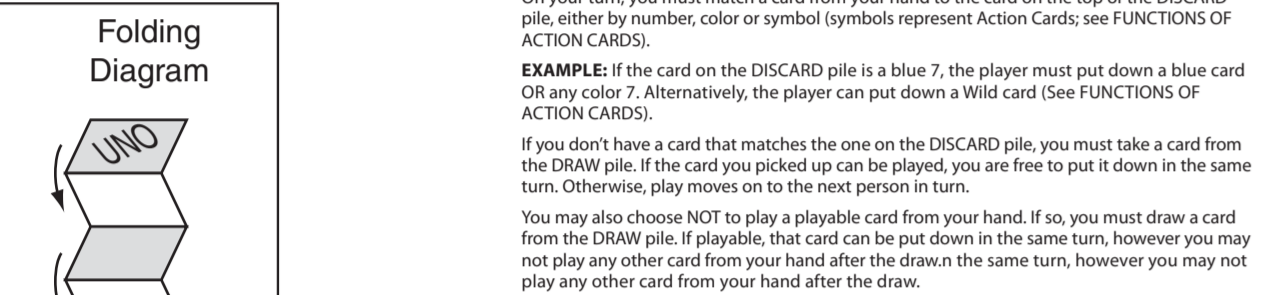 Folding
Diagram
UNO
On your turn, you must match a card from your hand to the card on the top of the DISCARD
pile, either by number, color or symbol (symbols represent Action Cards; see FUNCTIONS OF
ACTION CARDS).
EXAMPLE: If the card on the DISCARD pile is a blue 7, the player must put down a blue card
OR any color 7. Alternatively, the player can put down a Wild card (See FUNCTIONS OF
ACTION CARDS).
If you don’t have a card that matches the one on the DISCARD pile, you must take a card from
the DRAW pile. If the card you picked up can be played, you are free to put it down in the same
turn. Otherwise, play moves on to the next person in turn.
You may also choose NOT to play a playable card from your hand. If so, you must draw a card
from the DRAW pile. If playable, that card can be put down in the same turn, however you may
not play any other card from your hand after the draw.n the same turn, however you may not
play any other card from your hand after the draw.